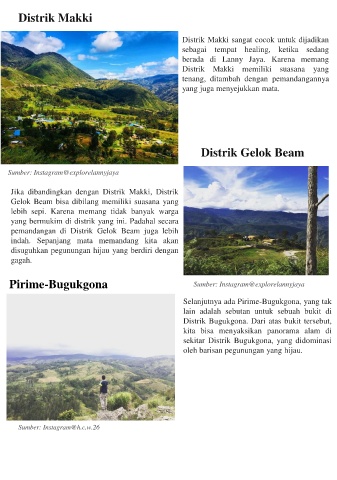 Distrik Makki
Distrik Makki sangat cocok untuk dijadikan
sebagai tempat healing, ketika sedang
berada di Lanny Jaya. Karena memang
Distrik Makki memiliki suasana yang
tenang, ditambah dengan pemandangannya
yang juga menyejukkan mata.
Sumber: Instagram@explorelannyjaya
Distrik Gelok Beam
Jika dibandingkan dengan Distrik Makki, Distrik
Gelok Beam bisa dibilang memiliki suasana yang
lebih sepi. Karena memang tidak banyak warga
yang bermukim di distrik yang ini. Padahal secara
pemandangan di Distrik Gelok Beam juga lebih
indah. Sepanjang mata memandang kita akan
disuguhkan pegunungan hijau yang berdiri dengan
gagah.
Sumber: Instagram@explorelannyjaya
Pirime-Bugukgona
Selanjutnya ada Pirime-Bugukgona, yang tak
lain adalah sebutan untuk sebuah bukit di
Distrik Bugukgona. Dari atas bukit tersebut,
kita bisa menyaksikan panorama alam di
sekitar Distrik Bugukgona, yang didominasi
oleh barisan pegunungan yang hijau.
Sumber: Instagram@h.c.w.26